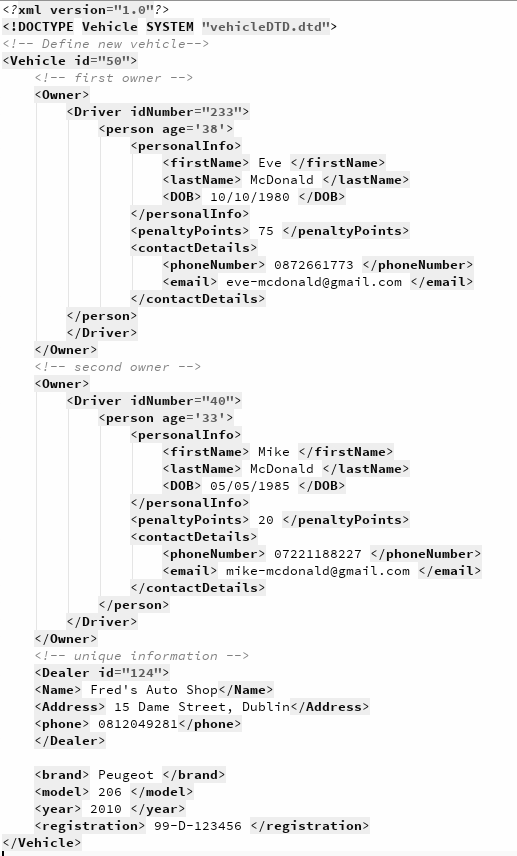 <?xml version="1.0"?>
<!DOCTYPE Vehicle SYSTEM "vehicleDTD.dtd">
<!-- Define new vehicle-->
<Vehicle id="50">
    <!-- first owner -->
    <Owner>
        <Driver idNumber="233">
            <person age='38'>
                <personalInfo>
                    <firstName> Eve </firstName>
                    <lastName> McDonald </lastName>
                    <DOB> 10/10/1980 </DOB>
                </personalInfo>
                <penaltyPoints> 75 </penaltyPoints>
                <contactDetails>
                    <phoneNumber> 0872661773 </phoneNumber>
                    <email> eve-mcdonald@gmail.com </email>
                </contactDetails>
        </person>
        </Driver>
    </Owner>
    <!-- second owner -->
    <Owner>
        <Driver idNumber="40">
            <person age='33'>
                <personalInfo>
                    <firstName> Mike </firstName>
                    <lastName> McDonald </lastName>
                    <DOB> 05/05/1985 </DOB>
                </personalInfo>
                <penaltyPoints> 20 </penaltyPoints>
                <contactDetails>
                    <phoneNumber> 07221188227 </phoneNumber>
                    <email> mike-mcdonald@gmail.com </email>
                </contactDetails>
            </person>
        </Driver>
    </Owner>
    <!-- unique information -->
    <Dealer id="124">
    <Name> Fred's Auto Shop</Name>
    <Address> 15 Dame Street, Dublin</Address>
    <phone> 0812049281</phone>
    </Dealer>

    <brand> Peugeot </brand>
    <model> 206 </model>
    <year> 2010 </year>
    <registration> 99-D-123456 </registration>
</Vehicle>